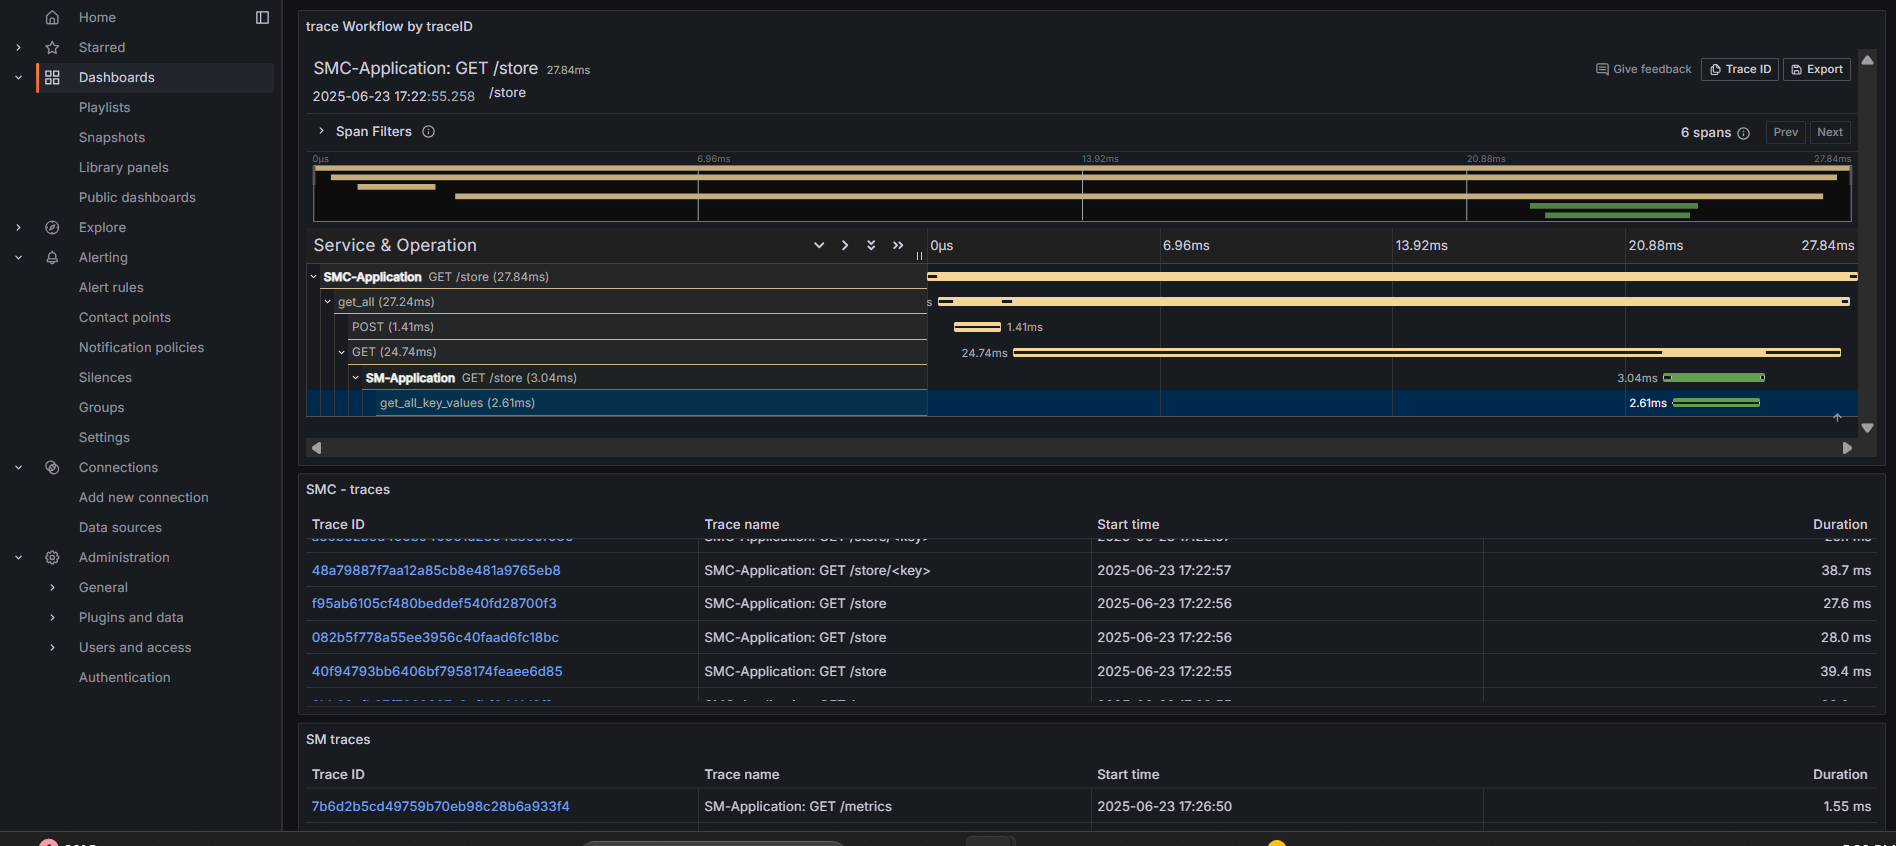 Home
Starred
Dashboards
Playlists
Snapshots
Library panels
Public dashboards
Explore
Alerting
Alert rules
Contact points
Notification policies
Silences
Groups
Settings
Connections
Add new connection
Data sources
Administration
General
Plugins and data
Users and access
Authentication
trace Workflow by traceID
SMC-Application: GET /store 27.84ms
Give feedback Trace ID Export
2025-06-23 17:22:55.258 /store
Span Filters
6 spans Prev Next
0μs 6.96ms 13.92ms 20.88ms 27.84ms
Service & Operation 0μs 6.96ms 13.92ms 20.88ms 27.84ms
SMC-Application GET /store (27.84ms)
get_all (27.24ms)
POST (1.41ms) 1.41ms
GET (24.74ms) 24.74ms
SM-Application GET /store (3.04ms) 3.04ms
get_all_key_values (2.61ms) 2.61ms
SMC - traces
Trace ID Trace name Start time Duration
48a79887f7aa12a85cb8e481a9765eb8 SMC-Application: GET /store/<key> 2025-06-23 17:22:57 38.7 ms
f95ab6105cf480beddef540fd28700f3 SMC-Application: GET /store 2025-06-23 17:22:56 27.6 ms
082b5f778a55ee3956c40faad6fc18bc SMC-Application: GET /store 2025-06-23 17:22:56 28.0 ms
40f94793bb6406bf7958174feaee6d85 SMC-Application: GET /store 2025-06-23 17:22:55 39.4 ms
SM traces
Trace ID Trace name Start time Duration
7b6d2b5cd49759b70eb98c28b6a933f4 SM-Application: GET /metrics 2025-06-23 17:26:50 1.55 ms